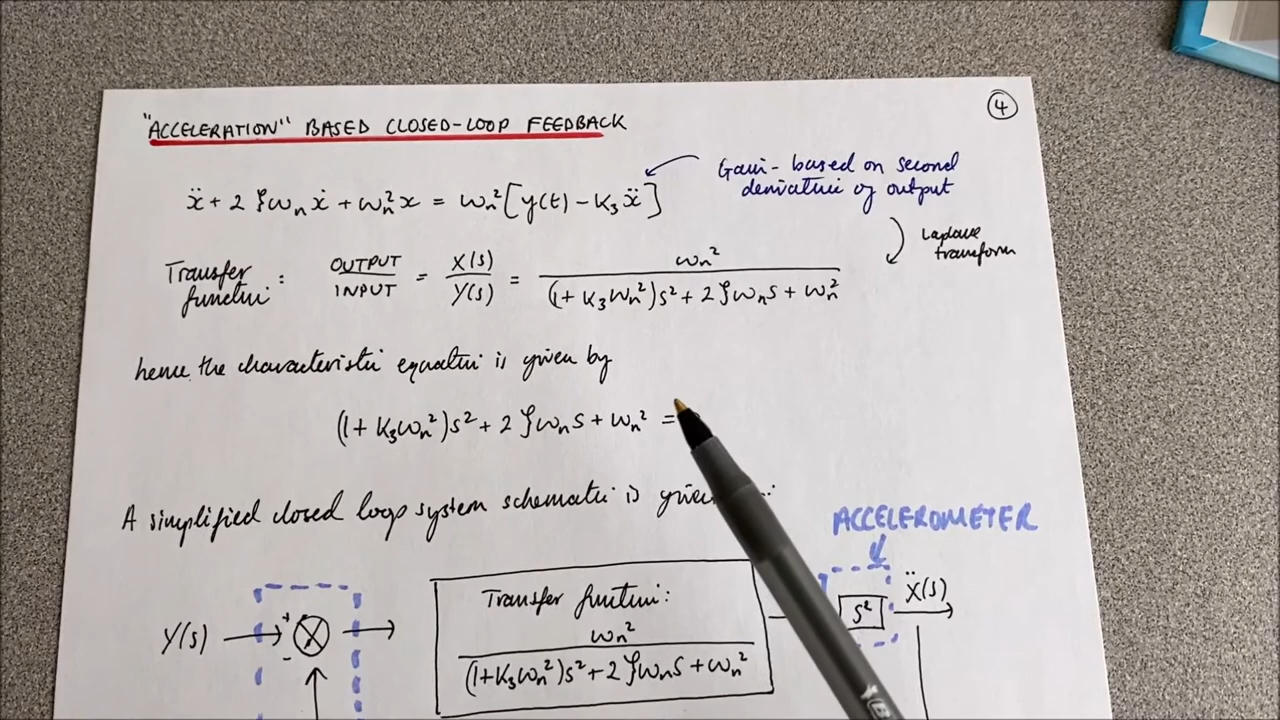 "ACCELERATION" BASED CLOSED-LOOP FEEDBACK
④
ẍ + 2ζωₙẋ + ωₙ²x = ωₙ²[y(t) - K₃ẍ]
Gain-based on second
derivative of output
Laplace
transform
Transfer function : OUTPUT/INPUT = X(s)/Y(s) = ωₙ²/((1+K₃ωₙ²)s² + 2ζωₙs + ωₙ²)
hence the characteristic equation is given by
(1+K₃ωₙ²)s² + 2ζωₙs + ωₙ² =
A simplified closed loop system schematic is given
ACCELEROMETER
Y(s)
+
-
Transfer function:
ωₙ²
(1+K₃ωₙ²)s² + 2ζωₙs + ωₙ²
s²
Ẍ(s)